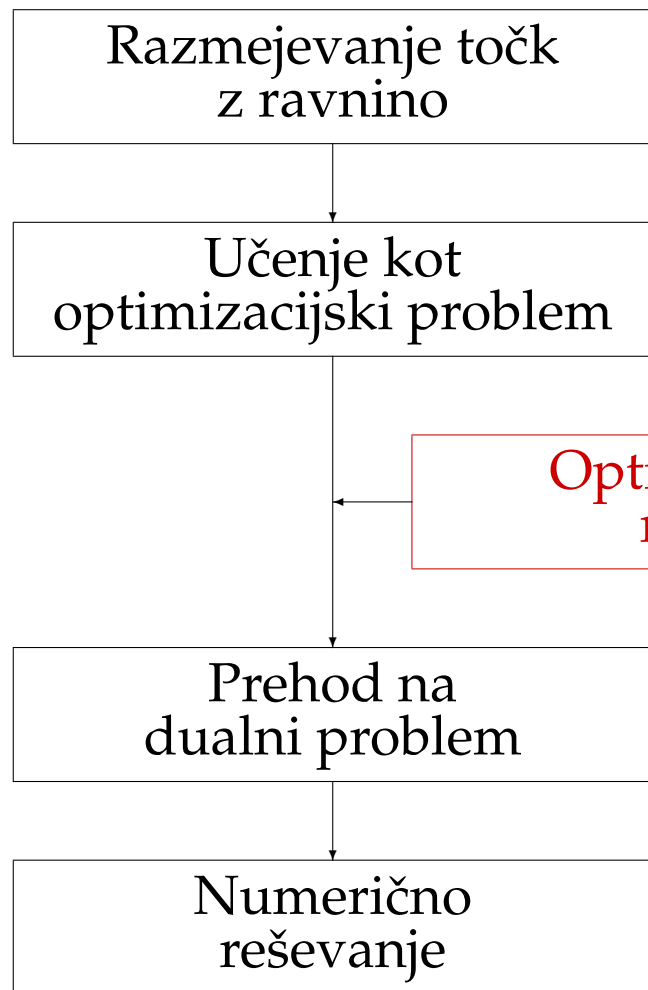 Razmejevanje točk
z ravnino
Učenje kot
optimizacijski problem
Prehod na
dualni problem
Numerično
reševanje